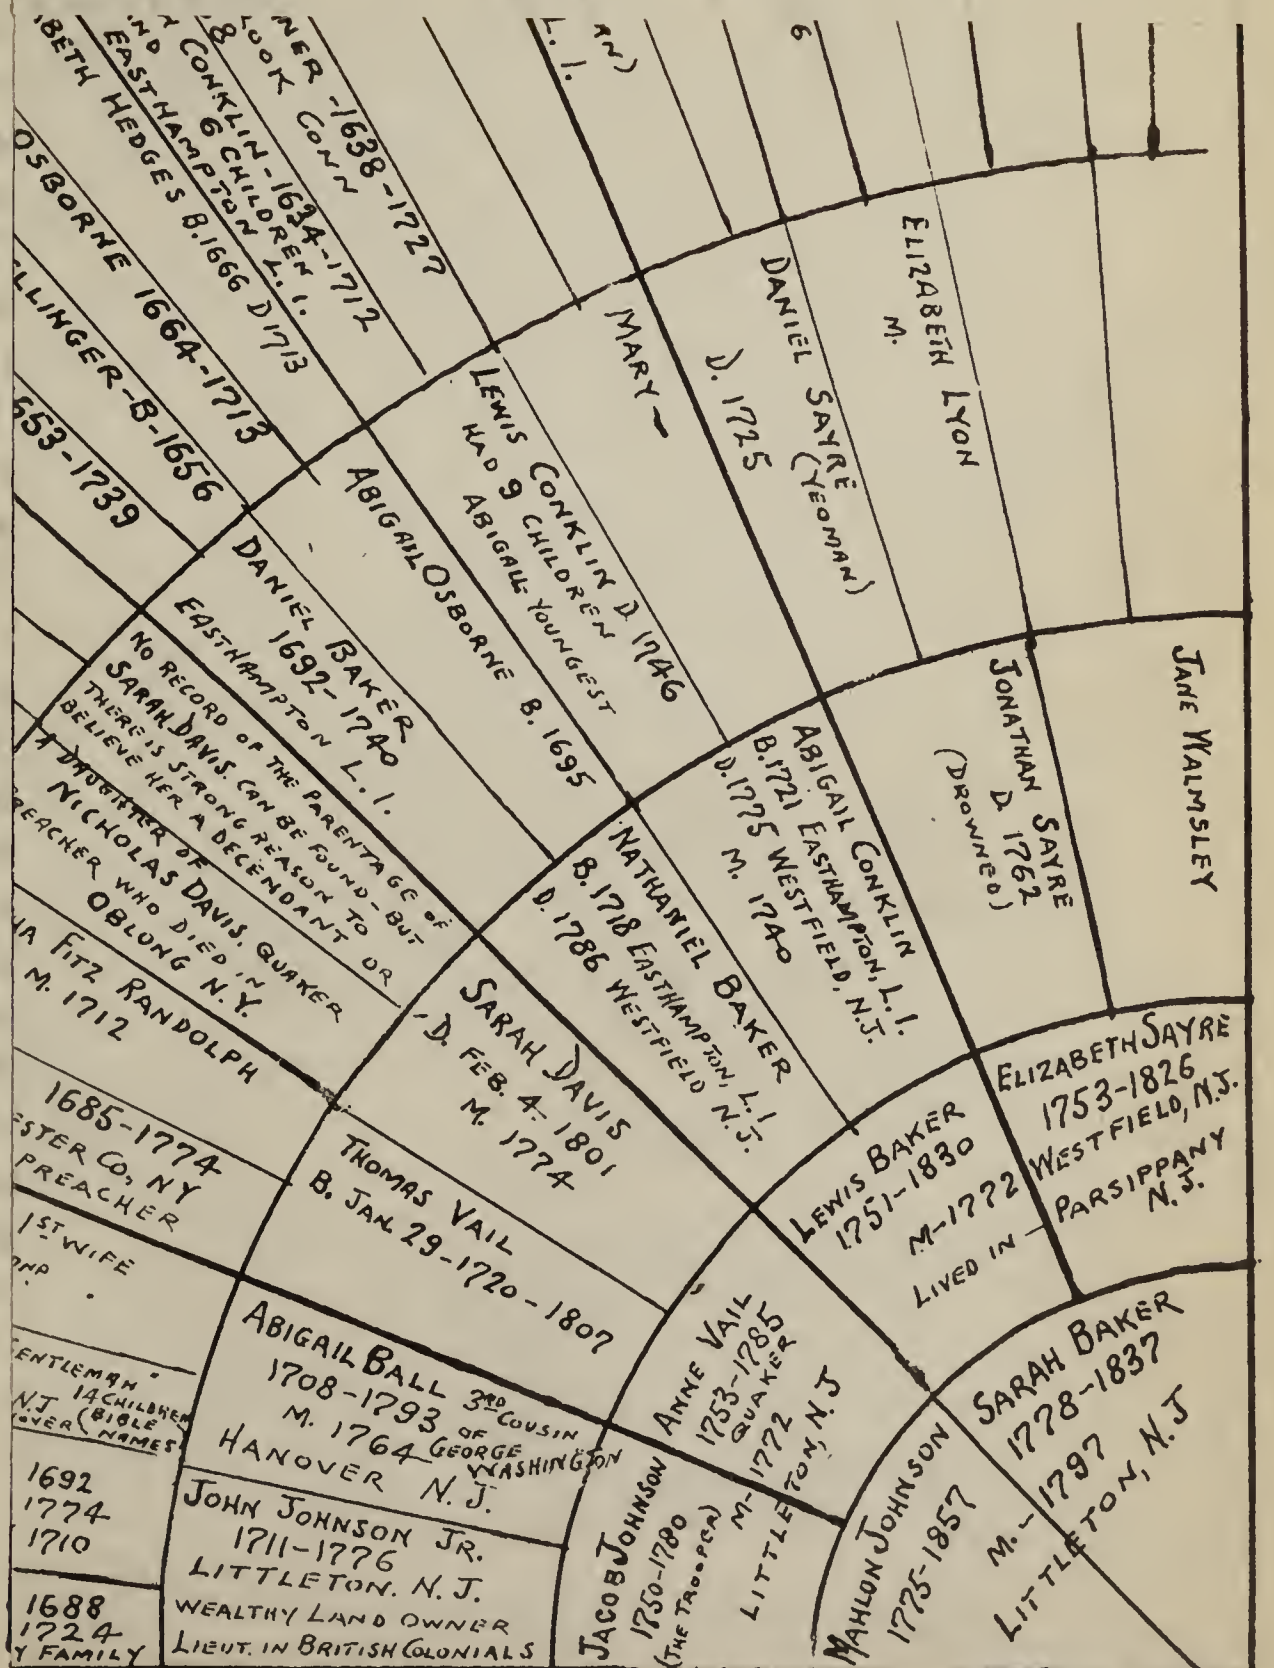 NER - 1638-1727
LOOK CONN
CONKLIN - 1634-1712
6 CHILDREN
EASTHAMPTON L. I.
BETH HEDGES B. 1666 D 1713
OSBORNE 1664-1713
LLINGER-B-1656
653-1739
L. I.
AN)
6
MARY -
DANIEL SAYRE
(YEOMAN)
D. 1725
ELIZABETH LYON
M.
LEWIS CONKLIN D. 1746
HAD 9 CHILDREN
ABIGAIL YOUNGEST
ABIGAIL OSBORNE B. 1695
DANIEL BAKER
1692-1740
EASTHAMPTON L. I.
NO RECORD OF THE PARENTAGE OF
SARAH DAVIS. CAN BE FOUND - BUT
THERE IS STRONG REASON TO
BELIEVE HER A DECENDANT OR
A DAUGHTER OF
NICHOLAS DAVIS. QUAKER
REACHER WHO DIED IN
OBLONG N.Y.
HA FITZ RANDOLPH
M. 1712
1685-1774
ESTER CO, NY
PREACHER
1ST WIFE
ENTLEMAN
14 CHILDREN
N.J. (BIBLE
OVER NAMES)
1692
1774
1710
1688
1724
Y FAMILY
JANE WALMSLEY
JONATHAN SAYRE
D. 1762
(DROWNED)
ABIGAIL CONKLIN
B. 1721 EASTHAMPTON, L. I.
D. 1775 WESTFIELD, N.J.
M. 1740
NATHANIEL BAKER
B. 1718 EASTHAMPTON, L. I
D. 1786 WESTFIELD N.J.
SARAH DAVIS
D. FEB. 4- 1801
M. 1774
THOMAS VAIL
B. JAN. 29-1720-1807
ABIGAIL BALL
1708-1793 3RD COUSIN
M. 1764 OF GEORGE
HANOVER N.J. WASHINGTON
JOHN JOHNSON JR.
1711-1776
LITTLETON. N.J.
WEALTHY LAND OWNER
LIEUT. IN BRITISH COLONIALS
ELIZABETH SAYRE
1753-1826
WESTFIELD, N.J.
LEWIS BAKER
1751-1830
M-1772
LIVED IN - PARSIPPANY
N.J.
ANNE VAIL
1753-1785
QUAKER
M-1772
LITTLETON, N.J
JACOB JOHNSON
1750-1780
(THE TROOPER)
SARAH BAKER
1778-1837
MAHLON JOHNSON
1775-1857
M. - 1797
LITTLETON, N.J